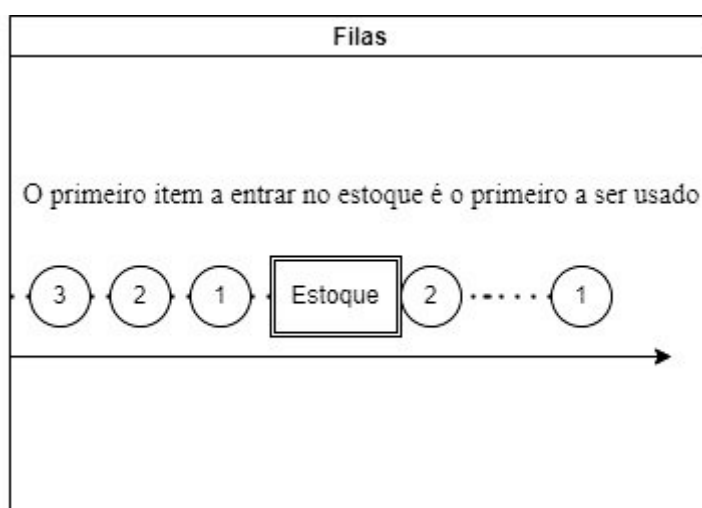 Filas
O primeiro item a entrar no estoque é o primeiro a ser usado
3 2 1 Estoque 2 1